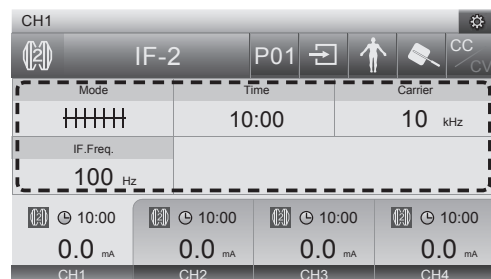 CH1
2 IF-2 P01 CC/CV
Mode Time Carrier
10:00 10 kHz
IF.Freq.
100 Hz
10:00 10:00 10:00 10:00
0.0 mA 0.0 mA 0.0 mA 0.0 mA
CH1 CH2 CH3 CH4